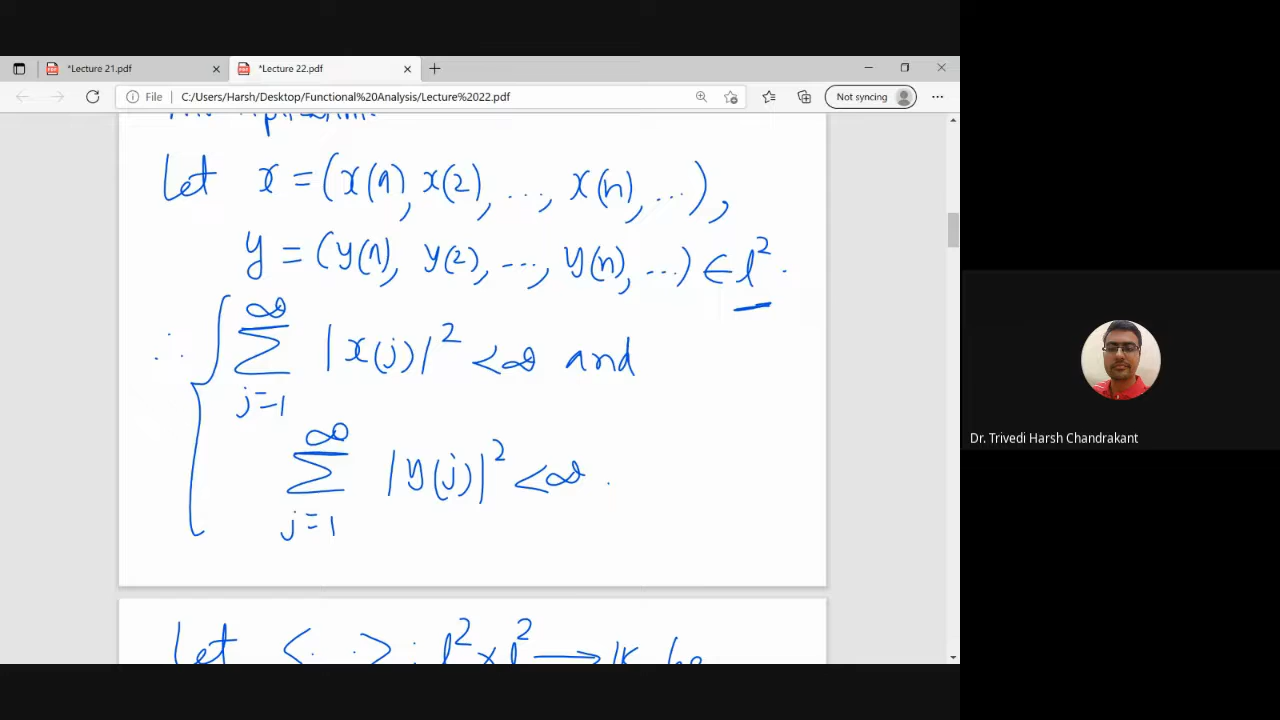 *Lecture 21.pdf
*Lecture 22.pdf
File
C:/Users/Harsh/Desktop/Functional%20Analysis/Lecture%2022.pdf
Not syncing
Let x = (x(1), x(2), ..., x(n), ...),
y = (y(1), y(2), ..., y(n), ...) ∈ l².
∴ { ∑_{j=1}^{∞} |x(j)|² < ∞ and
∑_{j=1}^{∞} |y(j)|² < ∞.
Let <·,·> : l² × l² → K be
Dr. Trivedi Harsh Chandrakant